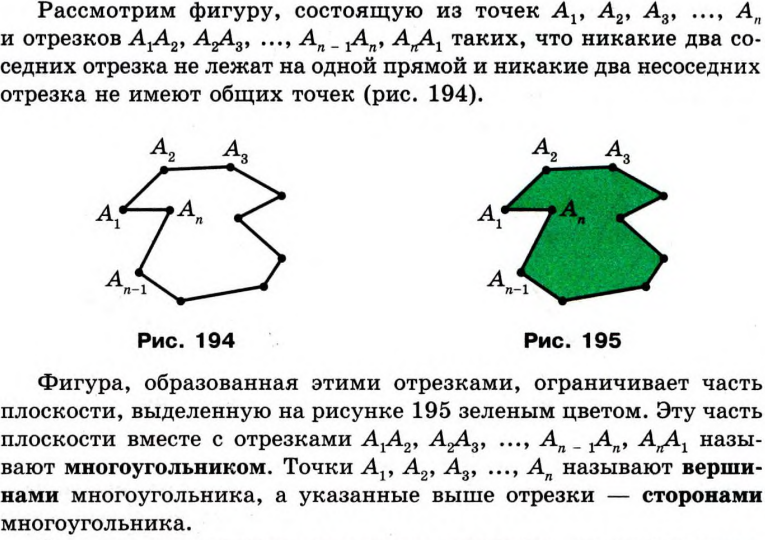 Рассмотрим фигуру, состоящую из точек A₁, A₂, A₃, ..., Aₙ
и отрезков A₁A₂, A₂A₃, ..., Aₙ ₋ ₁Aₙ, AₙA₁ таких, что никакие два со-
седних отрезка не лежат на одной прямой и никакие два несоседних
отрезка не имеют общих точек (рис. 194).
A₂ A₃
A₁ Aₙ
Aₙ₋₁
Рис. 194
A₂ A₃
A₁ Aₙ
Aₙ₋₁
Рис. 195
Фигура, образованная этими отрезками, ограничивает часть
плоскости, выделенную на рисунке 195 зеленым цветом. Эту часть
плоскости вместе с отрезками A₁A₂, A₂A₃, ..., Aₙ ₋ ₁Aₙ, AₙA₁ назы-
вают многоугольником. Точки A₁, A₂, A₃, ..., Aₙ называют верши-
нами многоугольника, а указанные выше отрезки — сторонами
многоугольника.